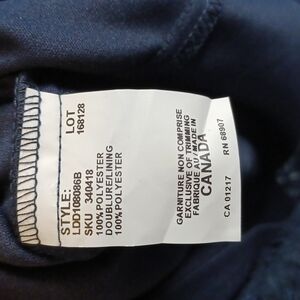 LOT
168128
STYLE:
LDD108086B
SKU 340418
100%POLYESTER
DOUBLURE/LINING
100%POLYESTER
GARNITURE NON COMPRISE
EXCLUSIVE OF TRIMMING
FABRIQUE AU/MADE IN
CANADA
CA 01217 RN 68907